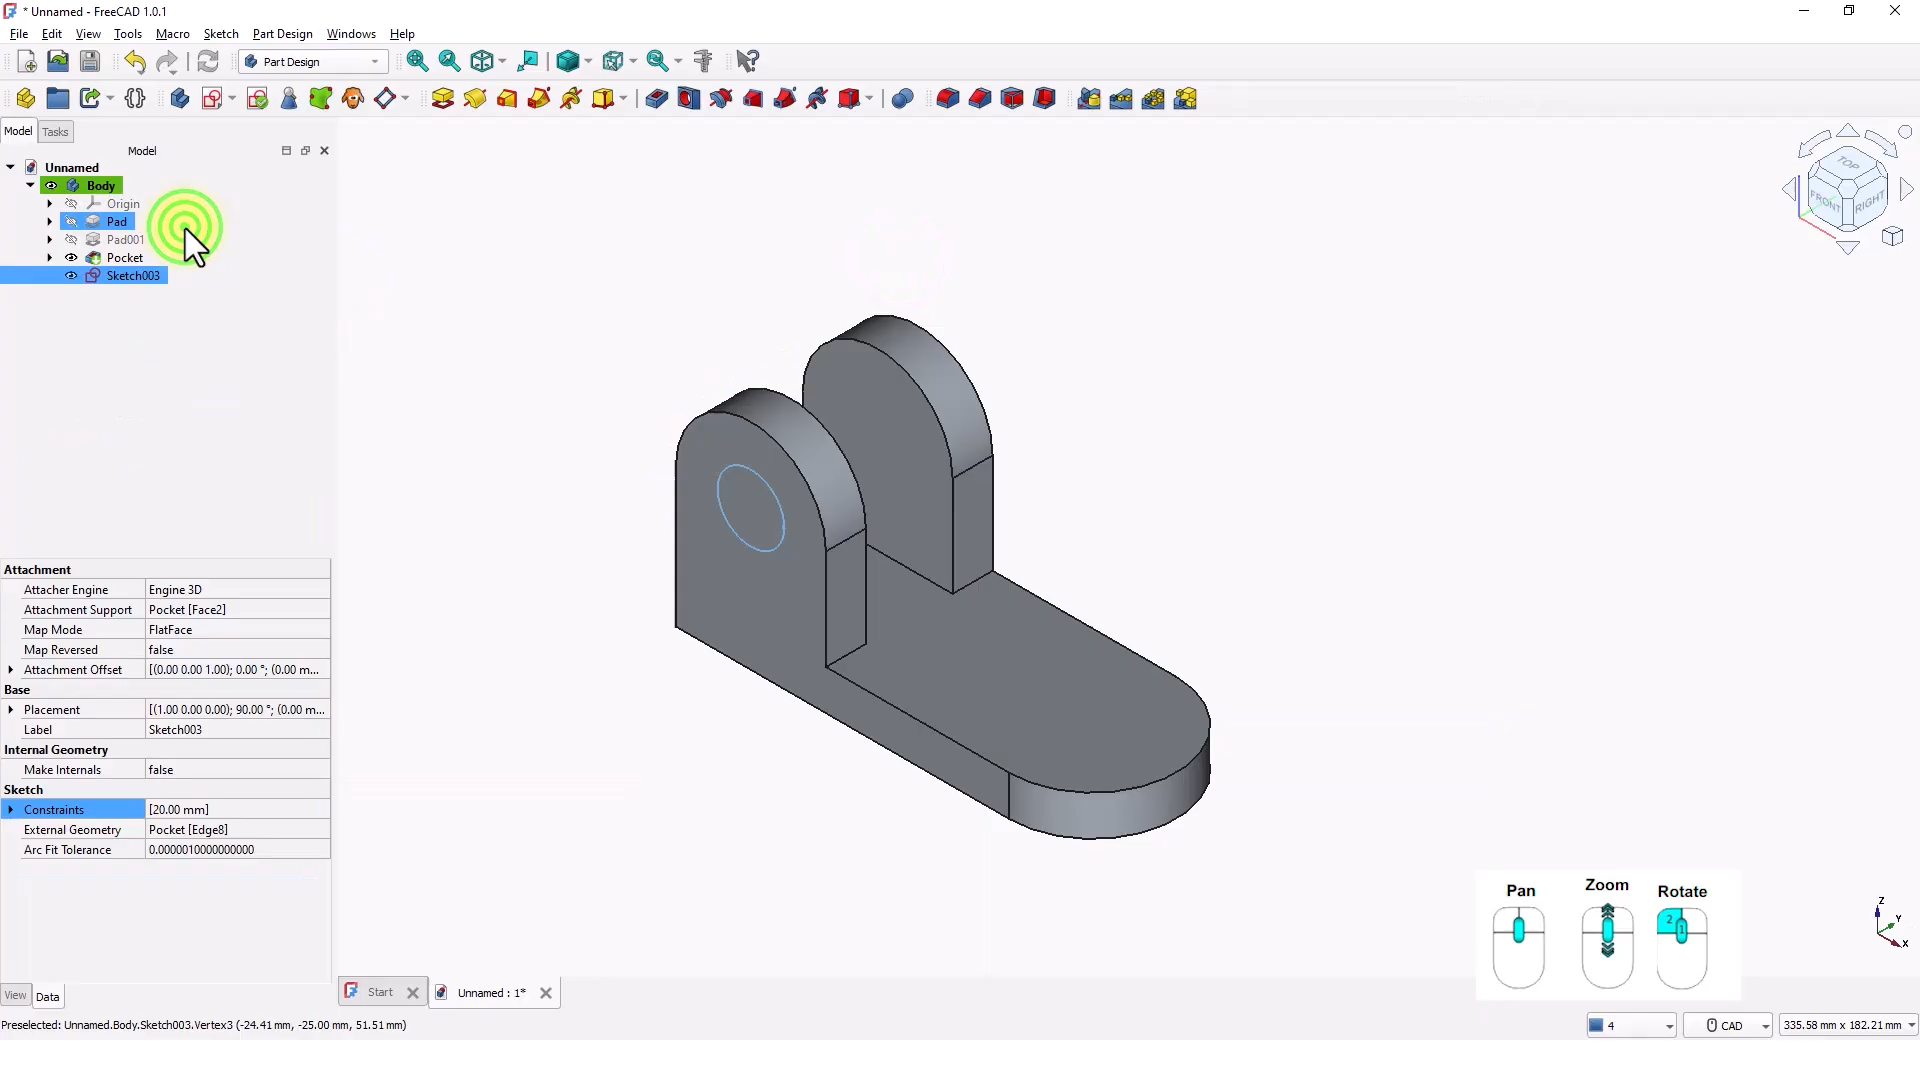 * Unnamed - FreeCAD 1.0.1
File Edit View Tools Macro Sketch Part Design Windows Help
Part Design
Model Tasks
Model
Unnamed
Body
Origin
Pad
Pad001
Pocket
Sketch003
TOP
FRONT
RIGHT
Attachment
Attacher Engine Engine 3D
Attachment Support Pocket [Face2]
Map Mode FlatFace
Map Reversed false
Attachment Offset [(0.00 0.00 1.00); 0.00 °; (0.00 m...
Base
Placement [(1.00 0.00 0.00); 90.00 °; (0.00 m...
Label Sketch003
Internal Geometry
Make Internals false
Sketch
Constraints [20.00 mm]
External Geometry Pocket [Edge8]
Arc Fit Tolerance 0.0000010000000000
Pan Zoom Rotate
2
1
Z
Y
X
View Data
Start
Unnamed : 1*
Preselected: Unnamed.Body.Sketch003.Vertex3 (-24.41 mm, -25.00 mm, 51.51 mm)
4
CAD
335.58 mm x 182.21 mm